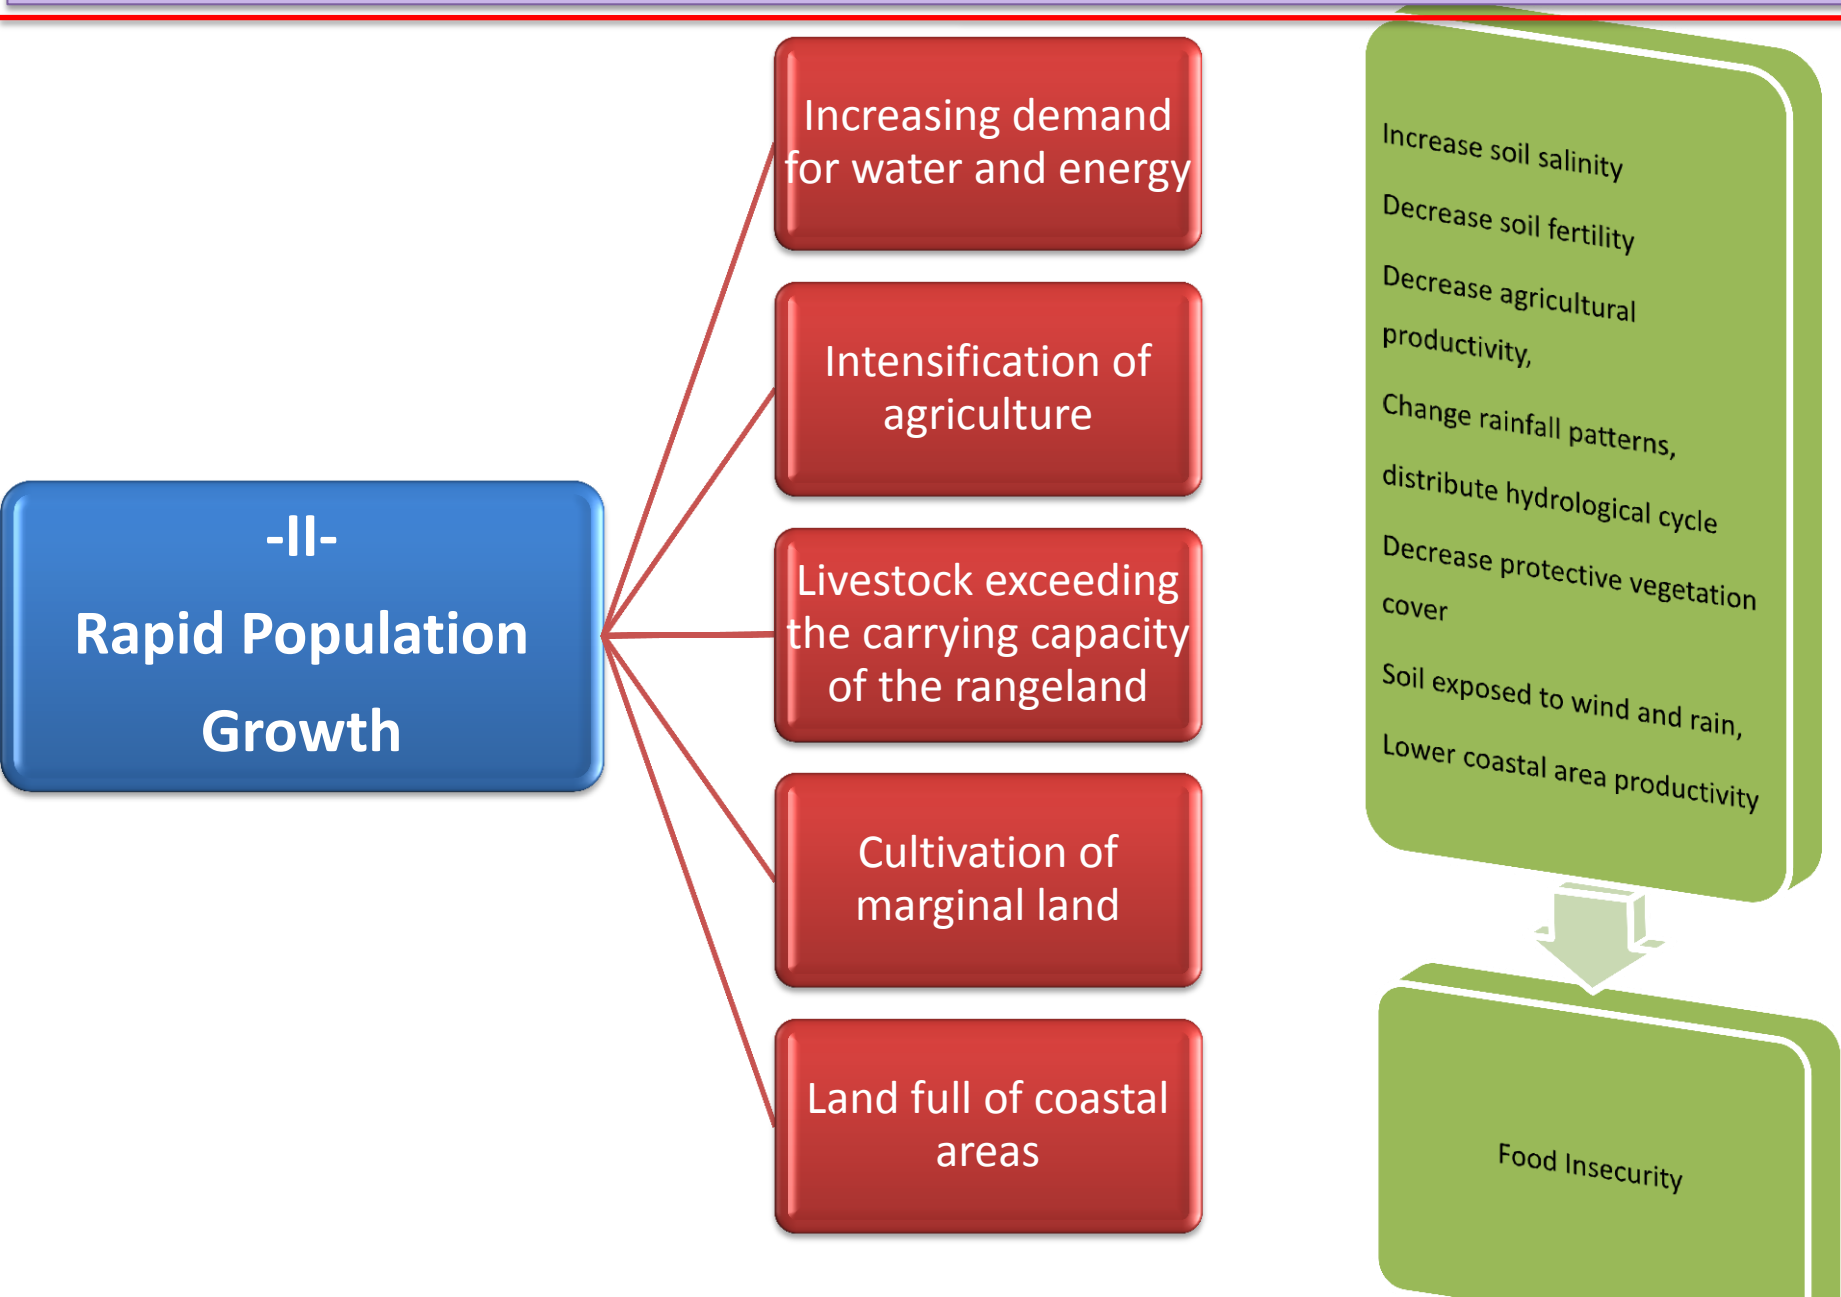 -II-
Rapid Population
Growth
Increasing demand
for water and energy
Intensification of
agriculture
Livestock exceeding
the carrying capacity
of the rangeland
Cultivation of
marginal land
Land full of coastal
areas
Increase soil salinity
Decrease soil fertility
Decrease agricultural
productivity,
Change rainfall patterns,
distribute hydrological cycle
Decrease protective vegetation
cover
Soil exposed to wind and rain,
Lower coastal area productivity
Food Insecurity